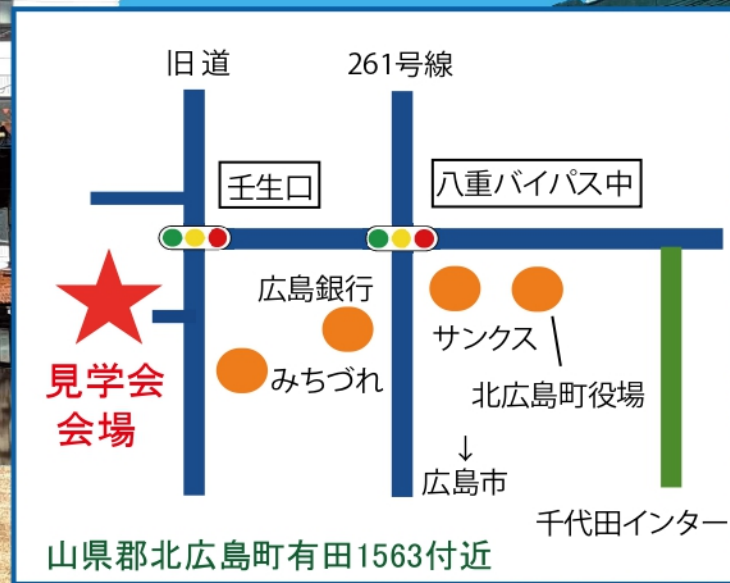 旧道
261号線
壬生口
八重バイパス中
広島銀行
サンクス
みちづれ
北広島町役場
見学会
会場
↓
広島市
千代田インター
山県郡北広島町有田1563付近